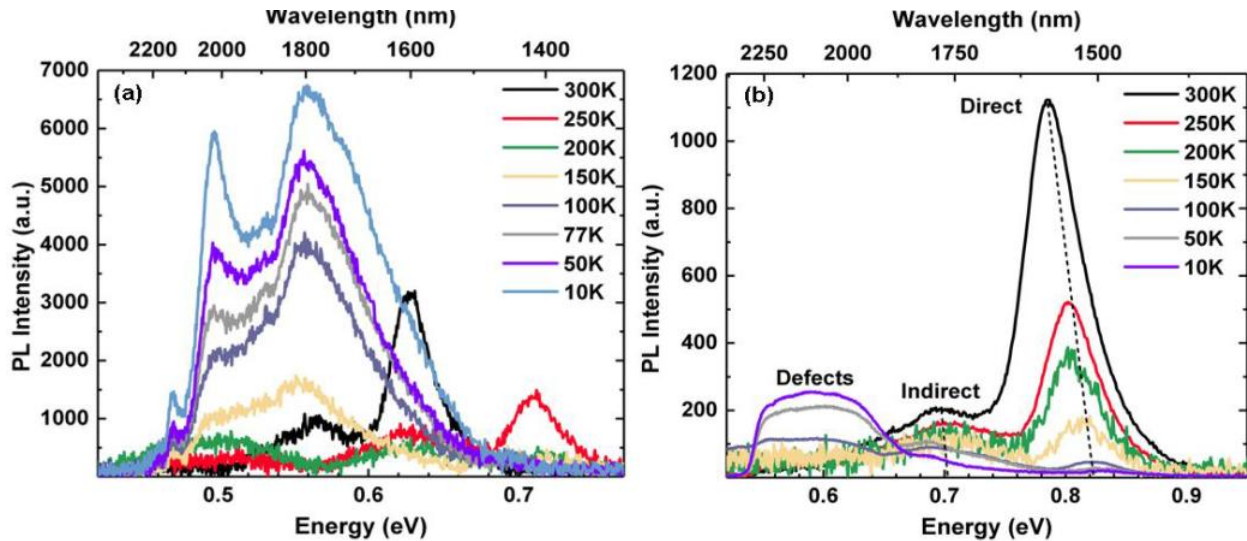 Wavelength (nm)
2200 2000 1800 1600 1400
(a)
7000
6000
5000
4000
3000
2000
1000
PL Intensity (a.u.)
300K
250K
200K
150K
100K
77K
50K
10K
0.5 0.6 0.7
Energy (eV)
Wavelength (nm)
2250 2000 1750 1500
(b)
1200
1000
800
600
400
200
PL Intensity (a.u.)
Direct
300K
250K
200K
150K
100K
50K
10K
Defects
Indirect
0.6 0.7 0.8 0.9
Energy (eV)